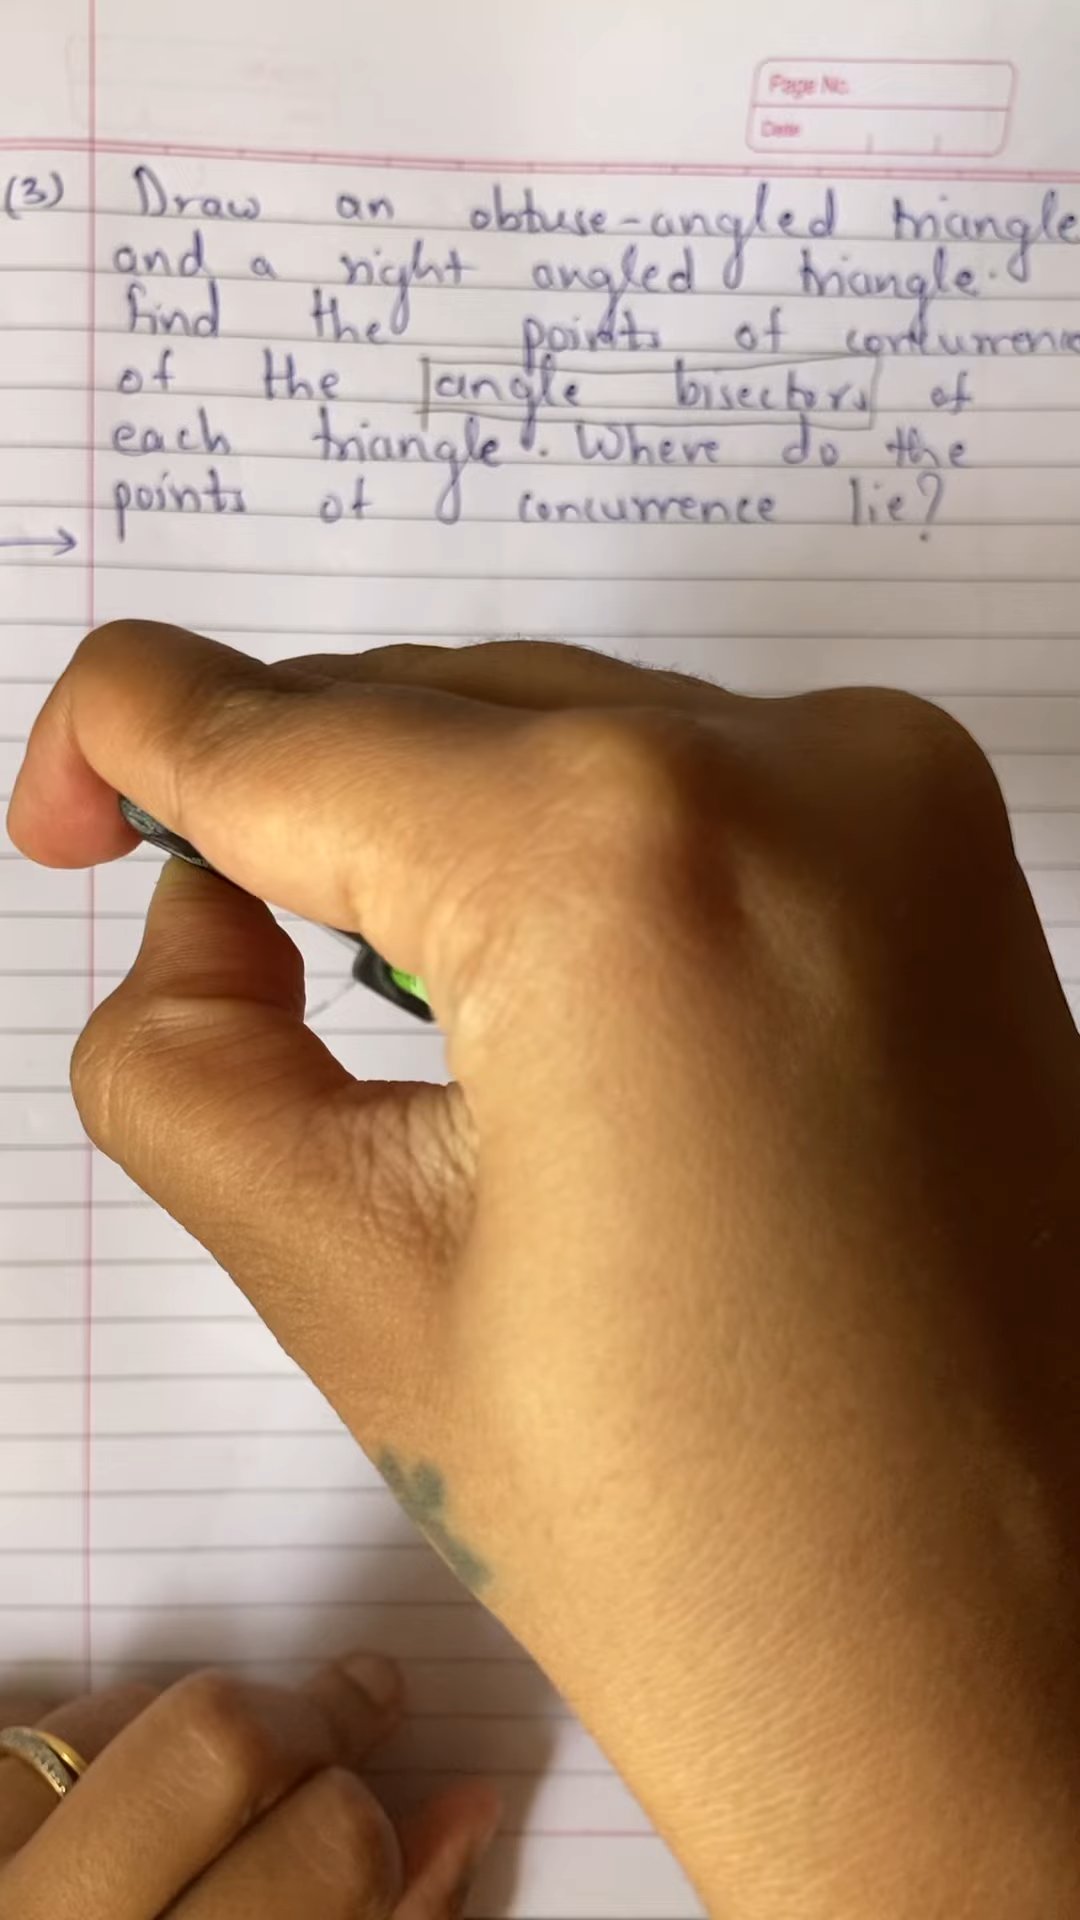 Page No.
Date
(3) Draw an obtuse-angled triangle
and a right angled triangle.
find the points of concurrence
of the angle bisectors of
each triangle. Where do the
points of concurrence lie?